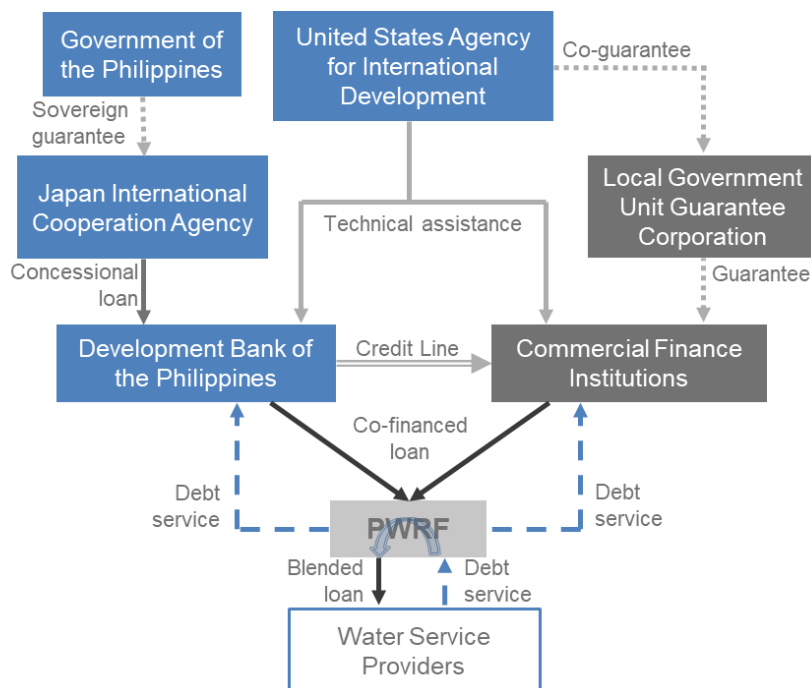 Government of
the Philippines
United States Agency
for International
Development
Co-guarantee
Sovereign
guarantee
Japan International
Cooperation Agency
Technical assistance
Local Government
Unit Guarantee
Corporation
Concessional
loan
Guarantee
Development Bank of
the Philippines
Credit Line
Commercial Finance
Institutions
Co-financed
loan
Debt
service
PWRF
Debt
service
Blended
loan
Debt
service
Water Service
Providers